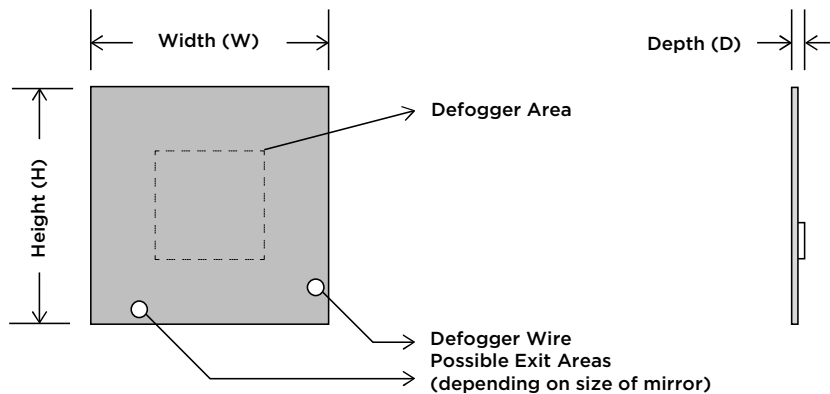 Width (W)
Depth (D)
Defogger Area
Height (H)
Defogger Wire
Possible Exit Areas
(depending on size of mirror)